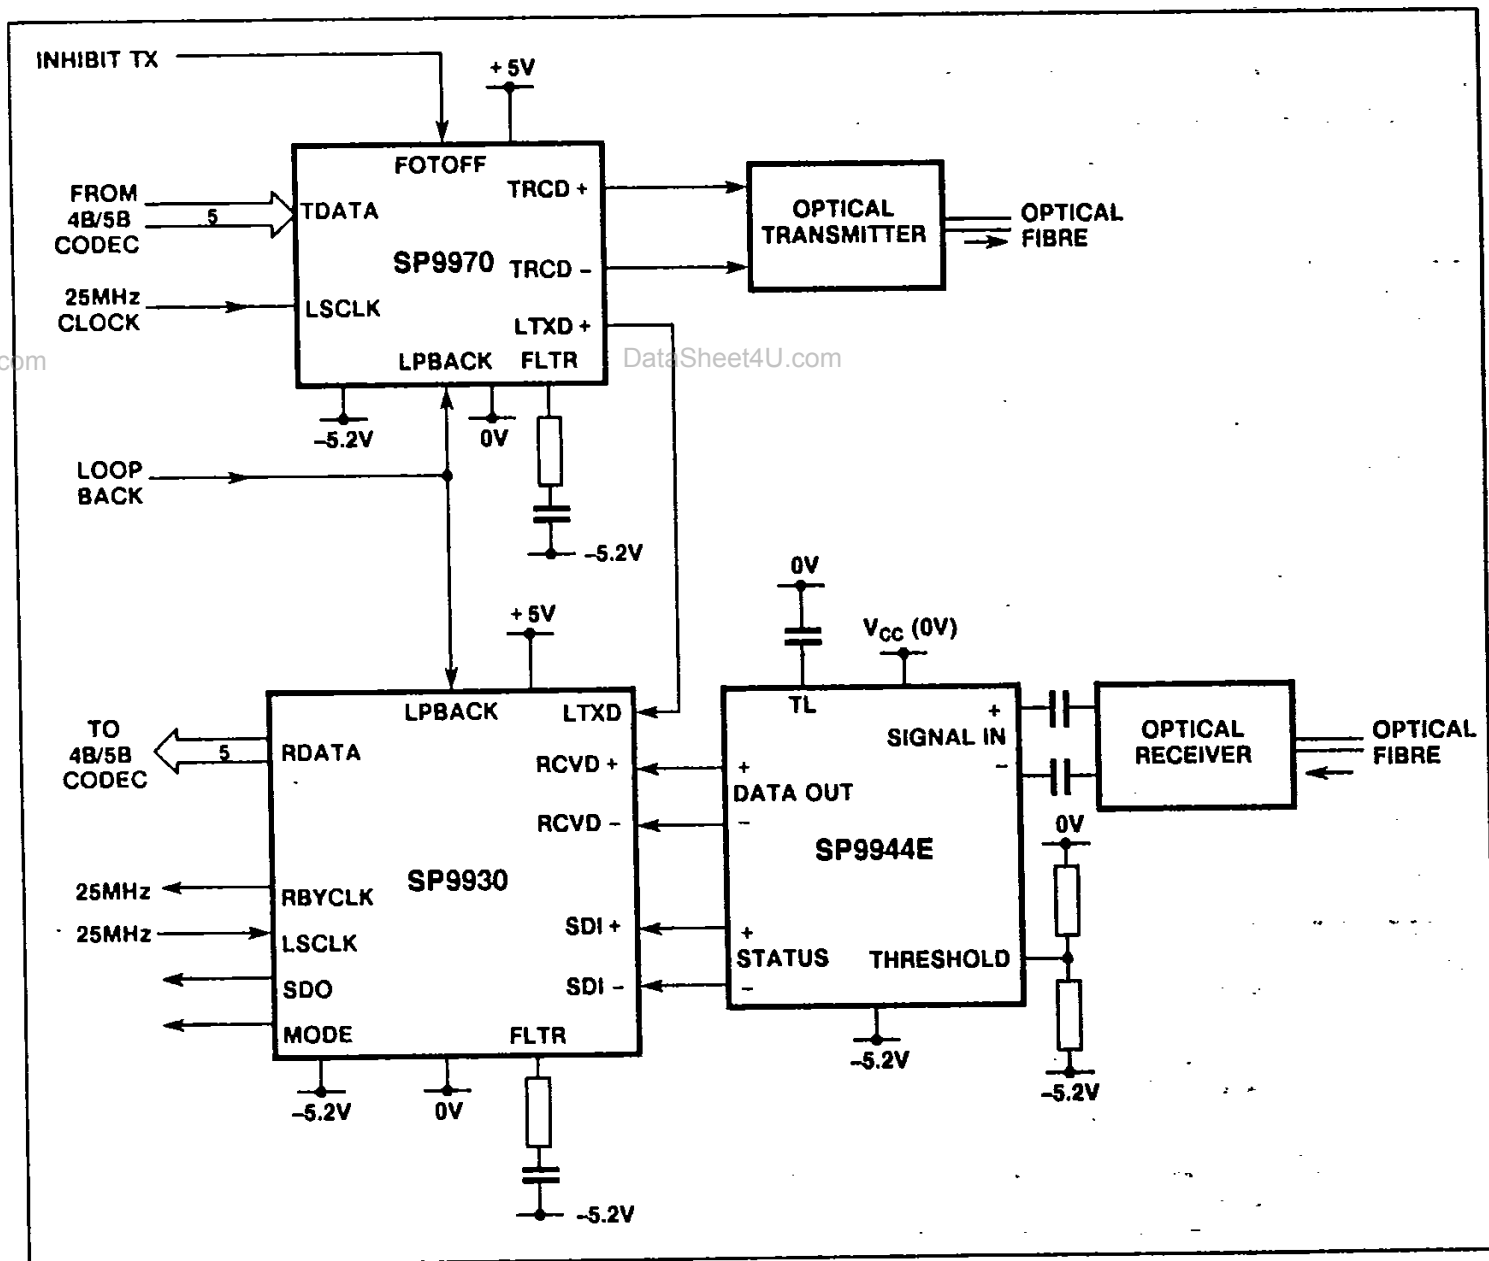 INHIBIT TX
+5V
FOTOFF
FROM
4B/5B
CODEC
5
TDATA
TRCD +
SP9970
TRCD –
25MHz
CLOCK
LSCLK
LTXD +
LPBACK
FLTR
OPTICAL
TRANSMITTER
OPTICAL
FIBRE
.com
DataSheet4U.com
–5.2V
0V
LOOP
BACK
–5.2V
+5V
0V
VCC (0V)
LPBACK
LTXD
TL
TO
4B/5B
CODEC
5
RDATA
RCVD +
RCVD –
+
DATA OUT
–
+
SIGNAL IN
–
OPTICAL
RECEIVER
OPTICAL
FIBRE
SP9930
SP9944E
0V
25MHz
RBYCLK
25MHz
LSCLK
SDO
MODE
SDI +
SDI –
+
STATUS
–
THRESHOLD
FLTR
–5.2V
–5.2V
–5.2V
0V
–5.2V